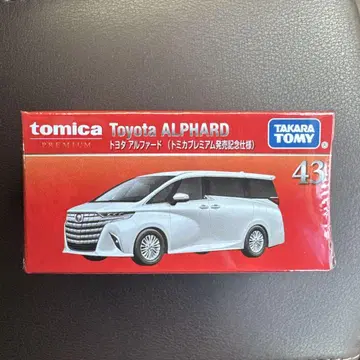 tomica
PREMIUM
Toyota ALPHARD
トヨタ アルファード （トミカプレミアム発売記念仕様）
TAKARA
TOMY
43